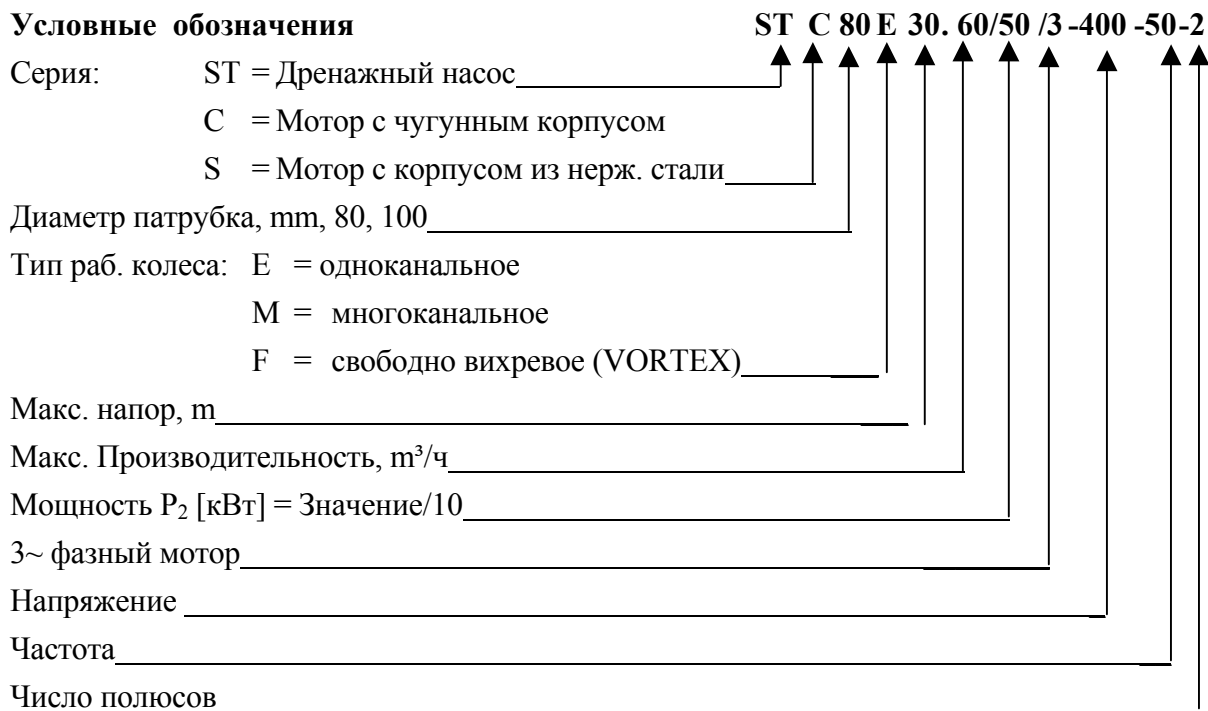 Условные обозначения ST C 80 E 30. 60/50 /3 -400 -50-2
Серия: ST = Дренажный насос
C = Мотор с чугунным корпусом
S = Мотор с корпусом из нерж. стали
Диаметр патрубка, mm, 80, 100
Тип раб. колеса: E = одноканальное
M = многоканальное
F = свободно вихревое (VORTEX)
Макс. напор, m
Макс. Производительность, m³/ч
Мощность P₂ [кВт] = Значение/10
3~ фазный мотор
Напряжение
Частота
Число полюсов